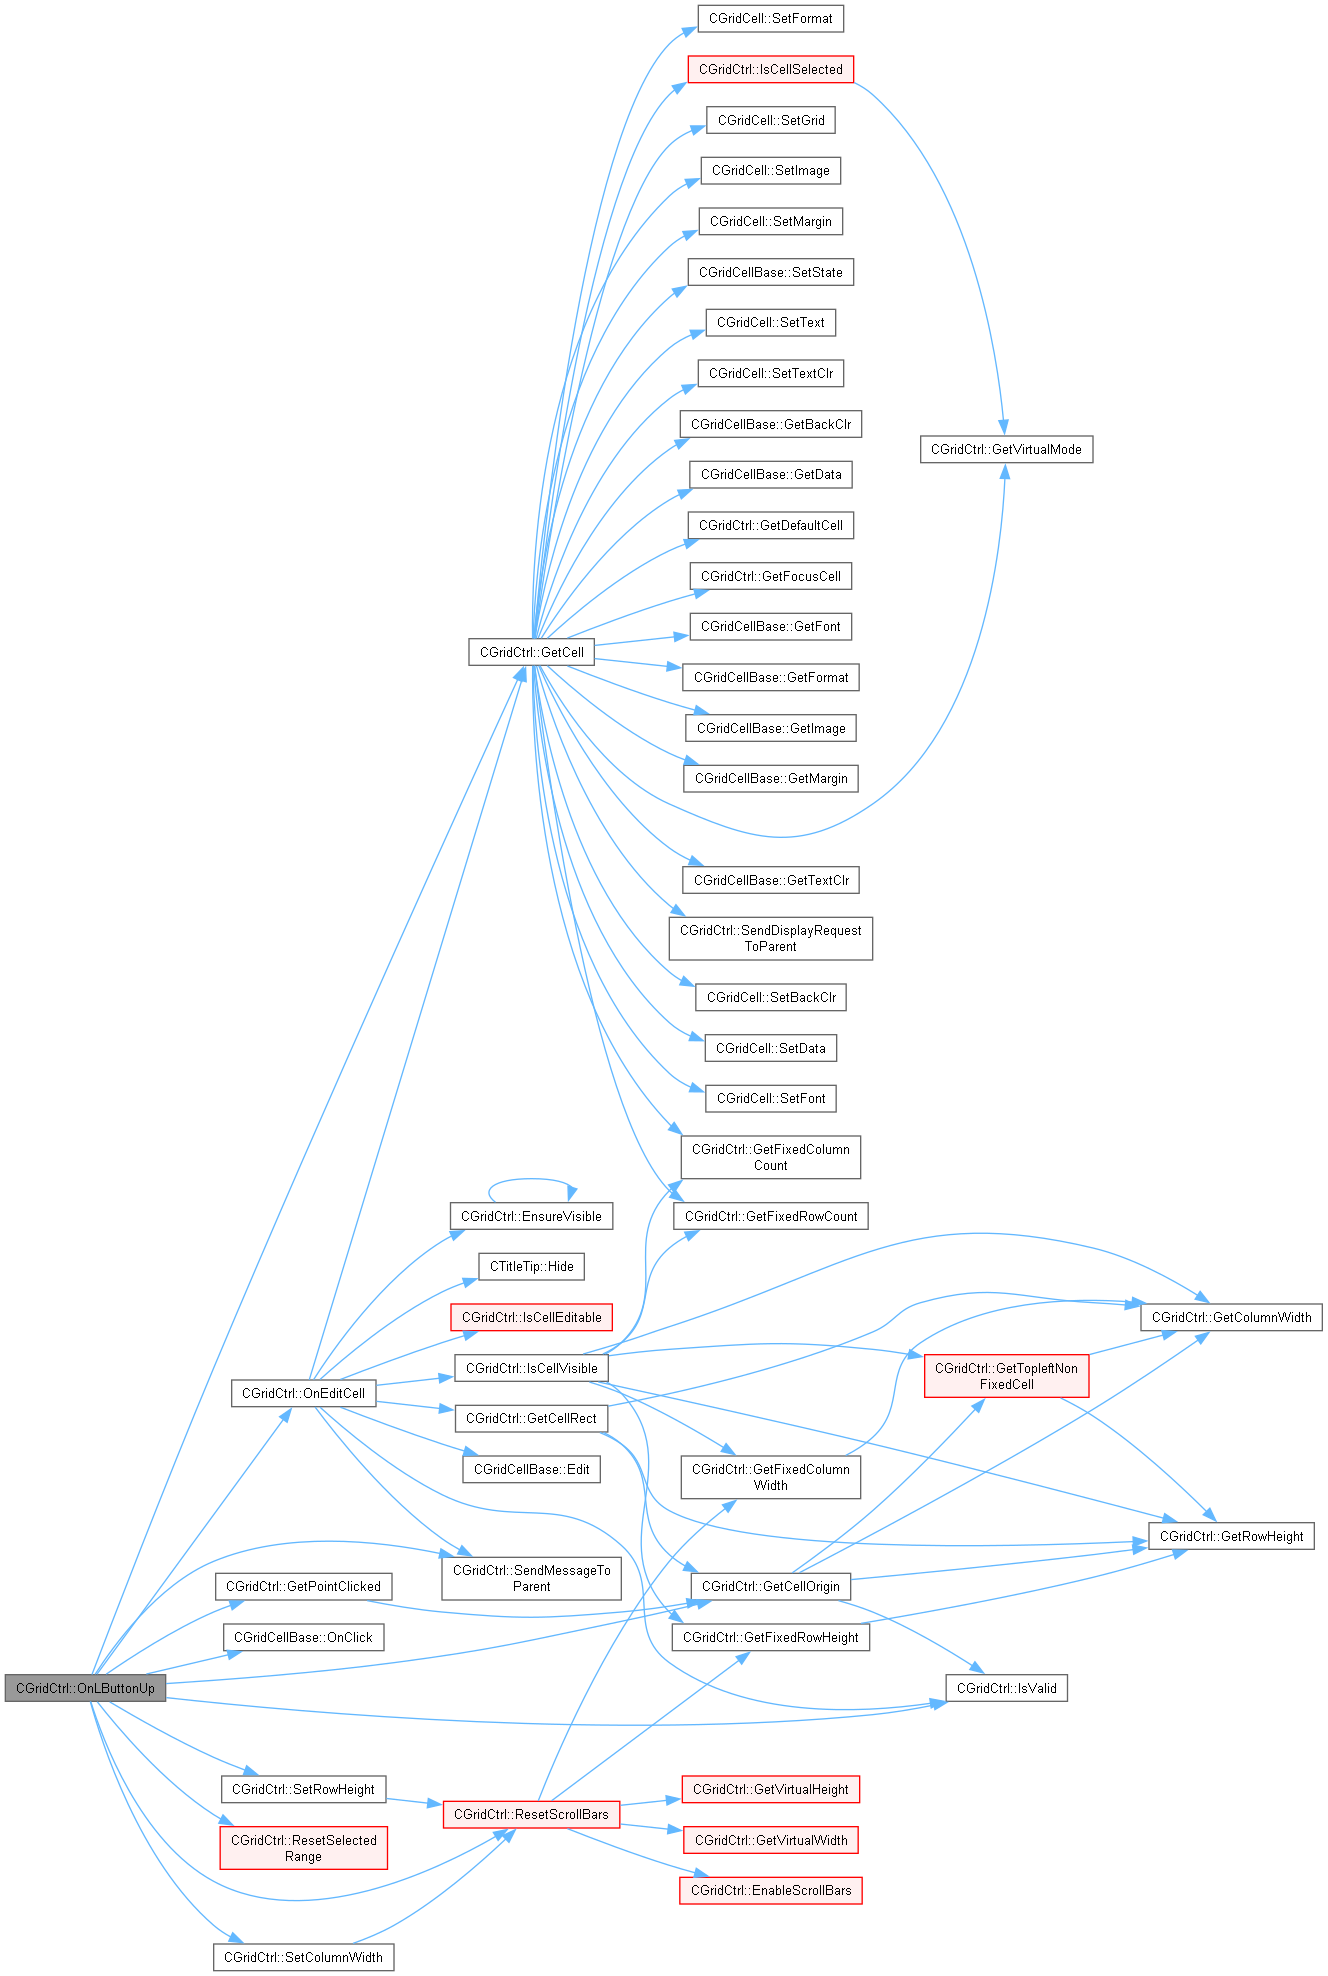 CGridCell::SetFormat
CGridCtrl::IsCellSelected
CGridCell::SetGrid
CGridCell::SetImage
CGridCell::SetMargin
CGridCellBase::SetState
CGridCell::SetText
CGridCell::SetTextClr
CGridCellBase::GetBackClr
CGridCtrl::GetVirtualMode
CGridCellBase::GetData
CGridCtrl::GetDefaultCell
CGridCtrl::GetFocusCell
CGridCellBase::GetFont
CGridCtrl::GetCell
CGridCellBase::GetFormat
CGridCellBase::GetImage
CGridCellBase::GetMargin
CGridCellBase::GetTextClr
CGridCtrl::SendDisplayRequest
ToParent
CGridCell::SetBackClr
CGridCell::SetData
CGridCell::SetFont
CGridCtrl::GetFixedColumn
Count
CGridCtrl::EnsureVisible
CGridCtrl::GetFixedRowCount
CTitleTip::Hide
CGridCtrl::IsCellEditable
CGridCtrl::GetColumnWidth
CGridCtrl::IsCellVisible
CGridCtrl::GetTopleftNon
FixedCell
CGridCtrl::OnEditCell
CGridCtrl::GetCellRect
CGridCellBase::Edit
CGridCtrl::GetFixedColumn
Width
CGridCtrl::GetRowHeight
CGridCtrl::SendMessageTo
Parent
CGridCtrl::GetPointClicked
CGridCtrl::GetCellOrigin
CGridCellBase::OnClick
CGridCtrl::GetFixedRowHeight
CGridCtrl::OnLButtonUp
CGridCtrl::IsValid
CGridCtrl::SetRowHeight
CGridCtrl::GetVirtualHeight
CGridCtrl::ResetScrollBars
CGridCtrl::ResetSelected
Range
CGridCtrl::GetVirtualWidth
CGridCtrl::EnableScrollBars
CGridCtrl::SetColumnWidth